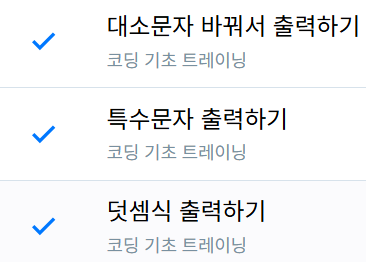 대소문자 바꿔서 출력하기
코딩 기초 트레이닝
특수문자 출력하기
코딩 기초 트레이닝
덧셈식 출력하기
코딩 기초 트레이닝